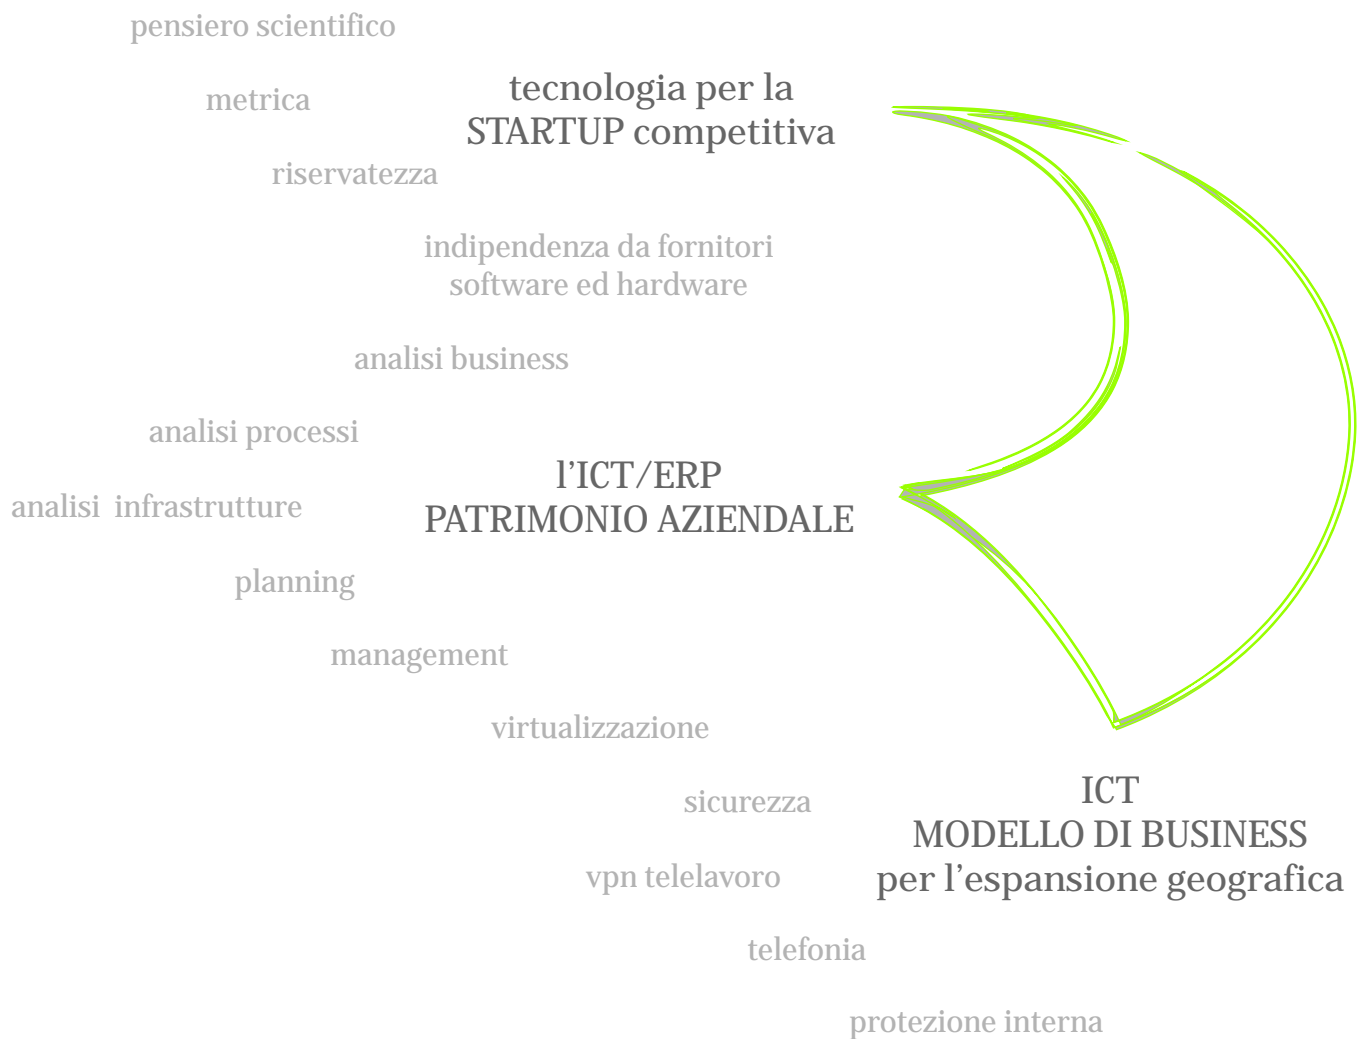 pensiero scientifico
metrica
tecnologia per la
STARTUP competitiva
riservatezza
indipendenza da fornitori
software ed hardware
analisi business
analisi processi
l’ICT/ERP
PATRIMONIO AZIENDALE
analisi  infrastrutture
planning
management
virtualizzazione
sicurezza
ICT
MODELLO DI BUSINESS
per l’espansione geografica
vpn telelavoro
telefonia
protezione interna